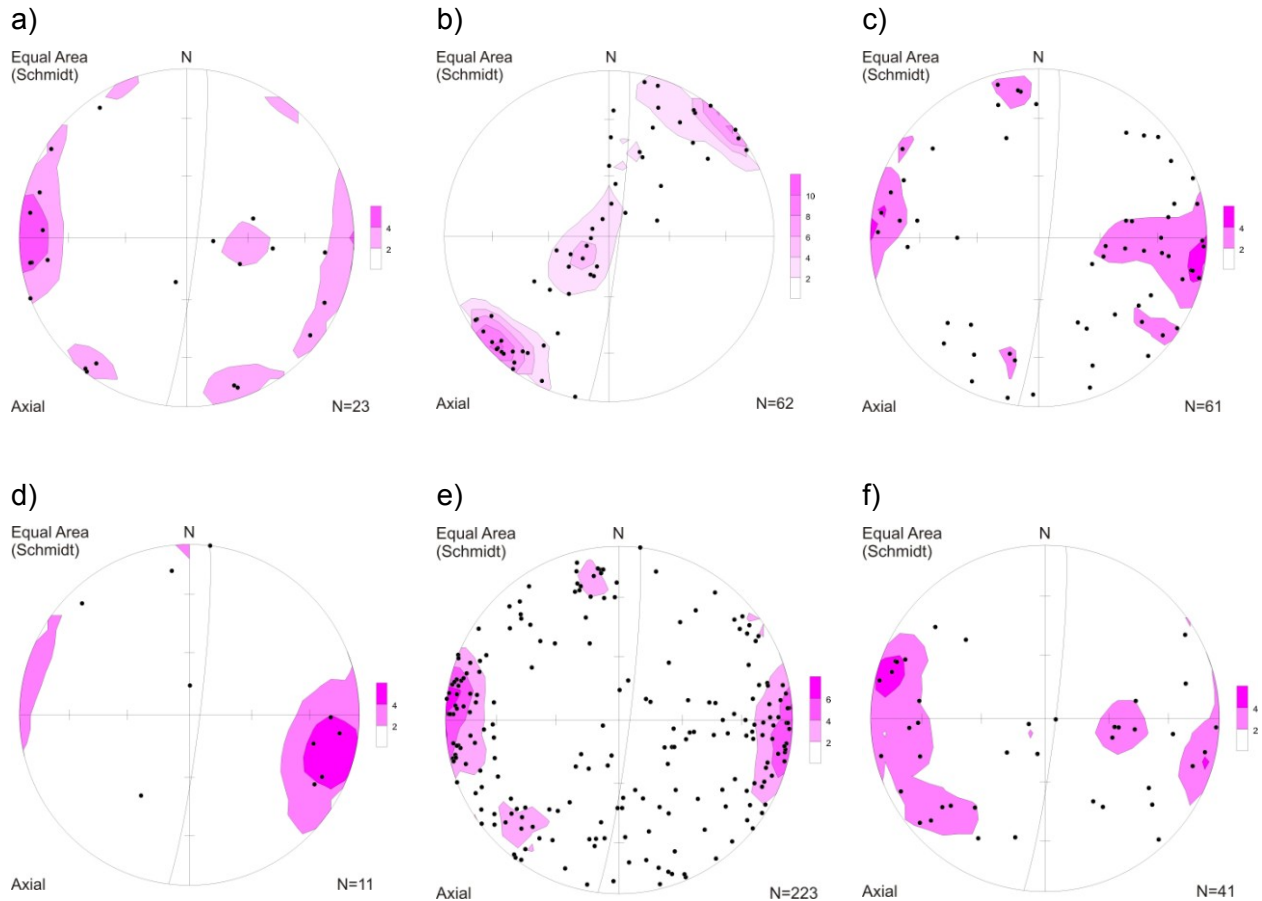 a)
Equal Area
(Schmidt)
N
4
2
Axial
N=23
b)
Equal Area
(Schmidt)
N
10
8
6
4
2
Axial
N=62
c)
Equal Area
(Schmidt)
N
4
2
Axial
N=61
d)
Equal Area
(Schmidt)
N
4
2
Axial
N=11
e)
Equal Area
(Schmidt)
N
6
4
2
Axial
N=223
f)
Equal Area
(Schmidt)
N
4
2
Axial
N=41